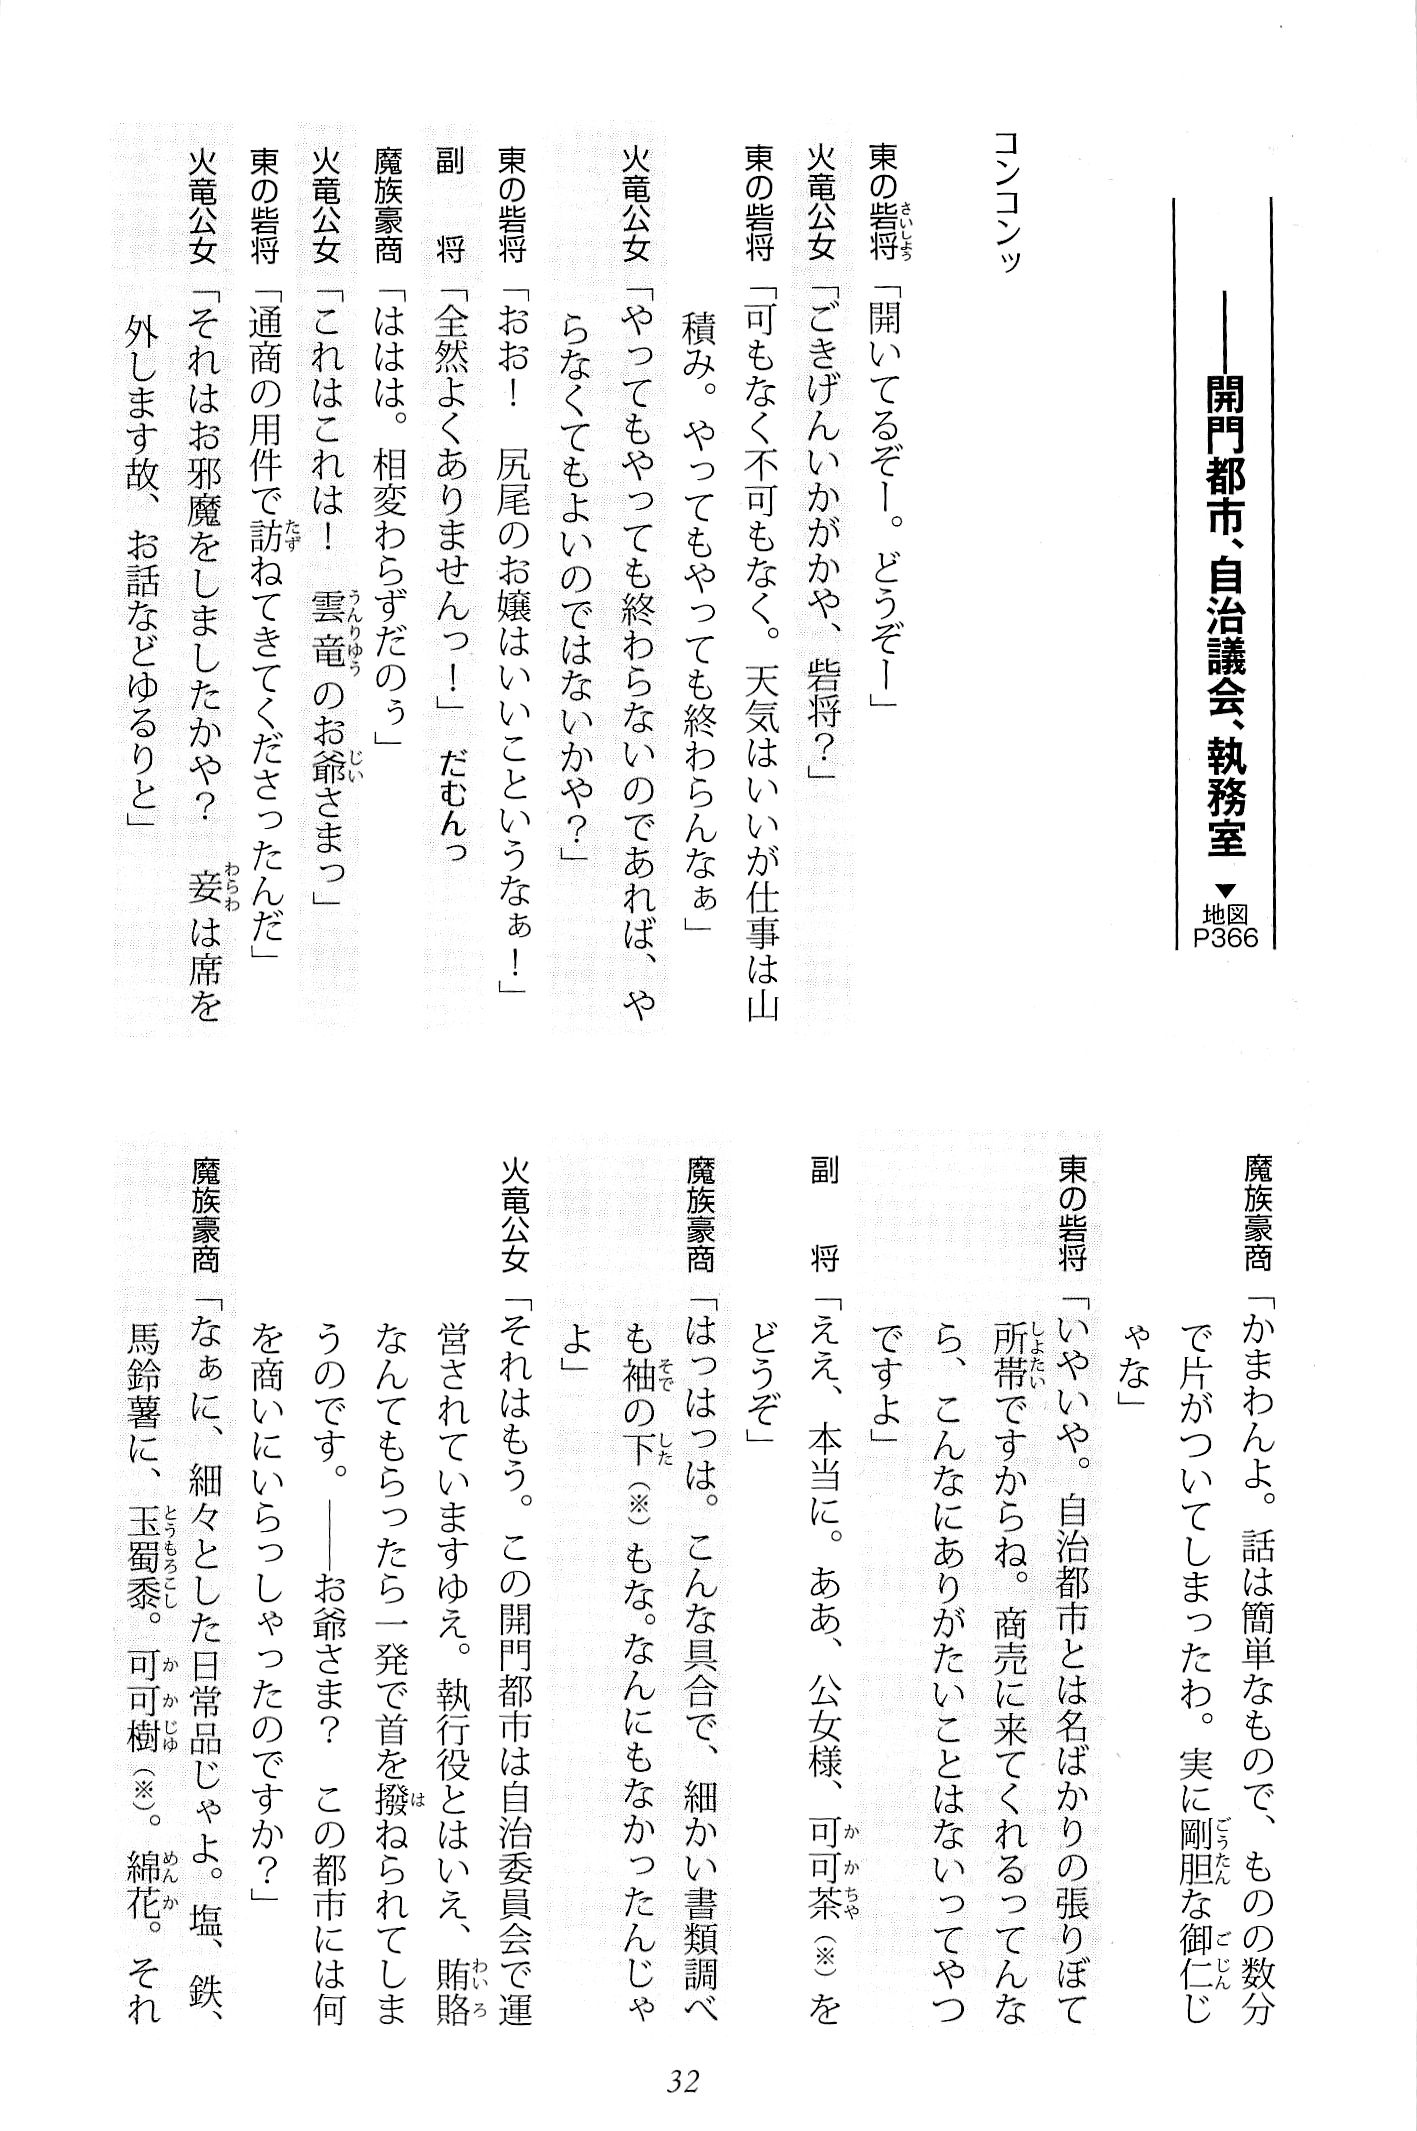 ――開門都市、自治議会、執務室 ▼地図P366
コンコンッ
東の砦将「開いてるぞー。どうぞー」
火竜公女「ごきげんいかがかや、砦将？」
東の砦将「可もなく不可もなく。天気はいいが仕事は山
積み。やってもやっても終わらんなぁ」
火竜公女「やってもやっても終わらないのであれば、や
らなくてもよいのではないかや？」
東の砦将「おお！　尻尾のお嬢はいいこというなぁ！」
副　将「全然よくありませんっ！」　だむんっ
魔族豪商「ははは。相変わらずだのぅ」
火竜公女「これはこれは！　雲竜のお爺さまっ」
東の砦将「通商の用件で訪ねてきてくださったんだ」
火竜公女「それはお邪魔をしましたかや？　妾は席を
外します故、お話などゆるりと」
魔族豪商「かまわんよ。話は簡単なもので、ものの数分
で片がついてしまったわ。実に剛胆な御仁じ
ゃな」
東の砦将「いやいや。自治都市とは名ばかりの張りぼて
所帯ですからね。商売に来てくれるってんな
ら、こんなにありがたいことはないってやつ
ですよ」
副　将「ええ、本当に。ああ、公女様、可可茶（※）を
どうぞ」
魔族豪商「はっはっは。こんな具合で、細かい書類調べ
も袖の下（※）もな。なんにもなかったんじゃ
よ」
火竜公女「それはもう。この開門都市は自治委員会で運
営されていますゆえ。執行役とはいえ、賄賂
なんてもらったら一発で首を撥ねられてしま
うのです。――お爺さま？　この都市には何
を商いにいらっしゃったのですか？」
魔族豪商「なぁに、細々とした日常品じゃよ。塩、鉄、
馬鈴薯に、玉蜀黍。可可樹（※）。綿花。それ
32